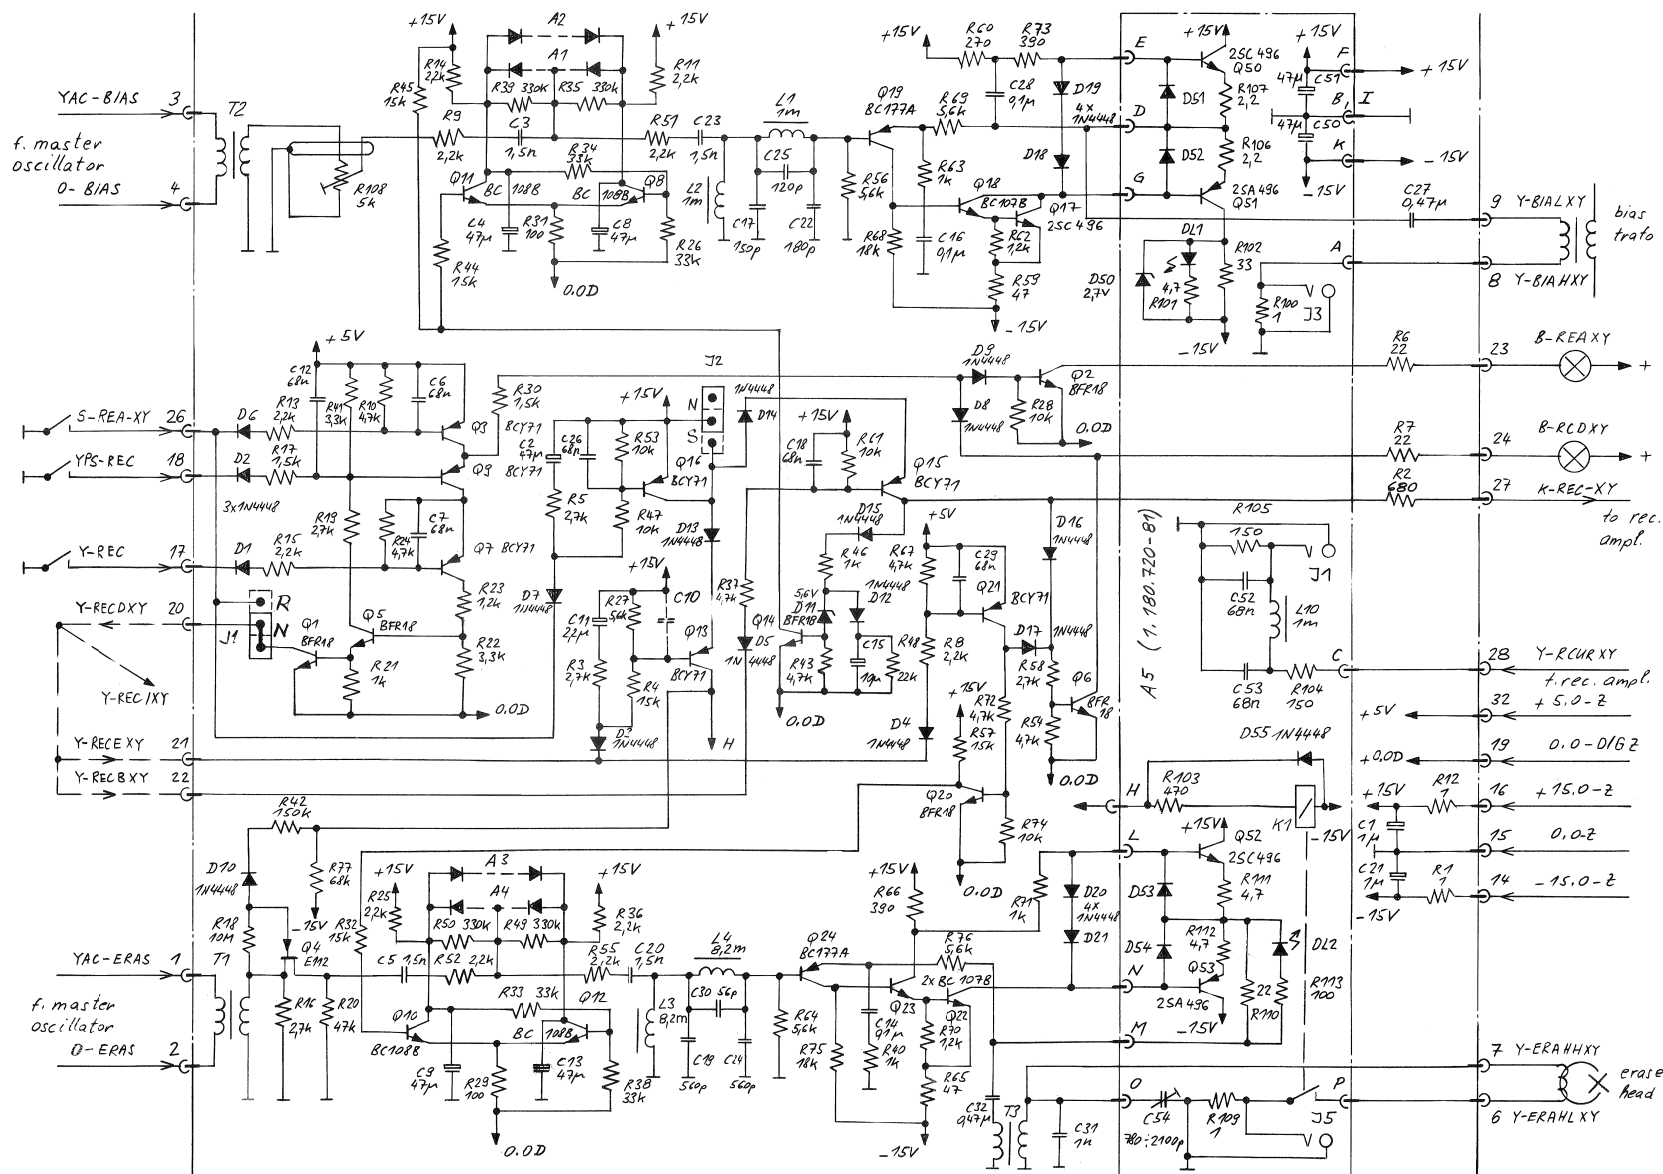 +15V
A2
+15V
A1
R14
2,2k
R45
15k
R39 330k
R35 330k
R11
2,2k
YAC-BIAS 3
T2
f. master
oscillator
0-BIAS 4
R108
5k
R9
2,2k
C3
1,5n
R51
2,2k
C23
1,5n
R34
33k
Q11
BC 108B
BC 108B
Q8
C4
47µ
R31
100
C8
47µ
R26
33k
R44
15k
0.0D
L1
1m
C25
120p
L2
1m
C17
150p
C22
180p
R56
5,6k
Q19
BC177A
R69
5,6k
R63
1k
R68
18k
C16
0,1µ
+15V
R60
270
R73
390
C28
0,1µ
D19
4x
1N4448
D18
Q18
BC107B
Q17
2SC496
R62
1,2k
R59
47
-15V
E
D
G
D51
D52
+15V
2SC496
Q50
R107
2,2
R106
2,2
2SA496
Q51
DL1
D50
2,7V
4,7
R101
R102
33
-15V
R100
1
J3
+15V
F
47µ C51
+15V
B, I
47µ C50
K
-15V
-15V
A
C27
0,47µ
9 Y-BIALXY
bias
trafo
8 Y-BIAHXY
+5V
C12
68n
R13
2,2k
R41
3,3k
R10
4,7k
C6
68n
S-REA-XY 26
D6
Q3
BCY71
R30
1,5k
YPS-REC 18
D2
R17
1,5k
Q9
BCY71
3x1N4448
R19
2,7k
R24
4,7k
C7
68n
Y-REC 17
D1
R15
2,2k
Q7 BCY71
R23
1,2k
R22
3,3k
Y-RECDXY 20
J1
R
N
Q1
BFR18
Q5
BFR18
R21
1k
0.0D
Y-REC1XY
Y-RECEXY 21
Y-RECBXY 22
C2
47µ
C26
68n
+15V
R53
10k
J2
N
S
1N4448
D14
Q16
BCY71
R5
2,7k
R47
10k
D13
1N4448
D7
1N4448
+15V
C10
C11
2,2µ
R27
5,6k
R3
2,7k
R4
15k
D3
1N4448
Q13
BCY71
H
R37
4,7k
D5
1N4448
+15V
C18
68n
R61
10k
Q15
BCY71
D15
1N4448
R46
1k
5,6V
D11
BFR18
Q14
D12
1N4448
R43
4,7k
C15
10µ
R48
22k
0.0D
+5V
R67
4,7k
C29
68n
Q21
BCY71
R8
2,2k
D17
1N4448
D4
1N4448
+15V
R57
15k
R72
4,7k
D9
1N4448
D8
1N4448
Q2
BFR18
R28
10k
0.0D
D16
1N4448
R58
2,7k
Q6
BFR
18
R54
4,7k
0.0D
Q20
BFR18
R74
10k
0.0D
R6
22
23 B-REAXY
+
R7
22
24 B-RCDXY
+
R2
680
27 K-REC-XY
to rec.
ampl.
A5 (1.180.720-81)
R105
150
J1
C52
68n
L10
1m
C53
68n
R104
150
C
28 Y-RCURXY
f.rec. ampl.
+5V 32 +5.0-Z
+0.0D 19 0.0-DIGZ
+15V R12
1
16 +15.0-Z
C1
1µ
15 0.0-Z
C21
1µ
R1
1
14 -15.0-Z
-15V
D55 1N4448
H
R103
470
K1
-15V
R42
150k
D10
1N4448
R77
68k
-15V
R18
10M
Q4
E112
YAC-ERAS 1
T1
f. master
oscillator
0-ERAS 2
R16
2,7k
R20
47k
R32
15k
+15V
R25
2,2k
A3
A4
R50 330k
R49 330k
+15V
R36
2,2k
C5 1,5n
R52 2,2k
R55
2,2k
C20
1,5n
R33 33k
Q10
BC108B
Q12
BC 108B
C9
47µ
R29
100
C13
47µ
R38
33k
0.0D
L4
8,2m
C30 56p
L3
8,2m
C19
560p
C24
560p
R64
5,6k
R75
18k
Q24
BC177A
C14
0,1µ
R40
1k
+15V
R66
390
R76
5,6k
2x BC107B
Q23
Q22
R70
1,2k
R65
47
-15V
R71
1k
D20
4x
1N4448
D21
C32
0,47µ
T3
C31
1n
L
N
M
O
+15V
Q52
2SC496
D53
D54
R111
4,7
R112
4,7
Q53
2SA496
-15V
22
R110
DL2
R113
100
C54
780÷2100p
R109
1
P
J5
7 Y-ERAHHXY
erase
head
6 Y-ERAHLXY